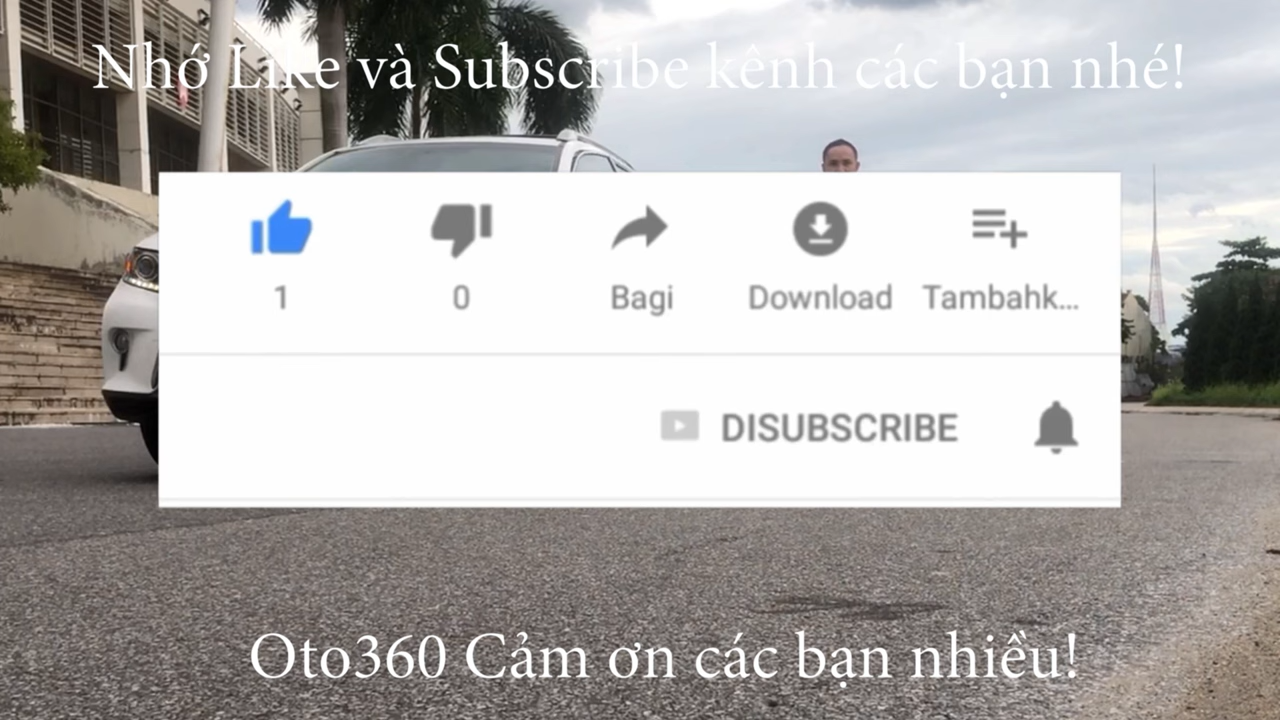 Nhớ Like và Subscribe kênh các bạn nhé!
1 0 Bagi Download Tambahk...
DISUBSCRIBE
Oto360 Cảm ơn các bạn nhiều!